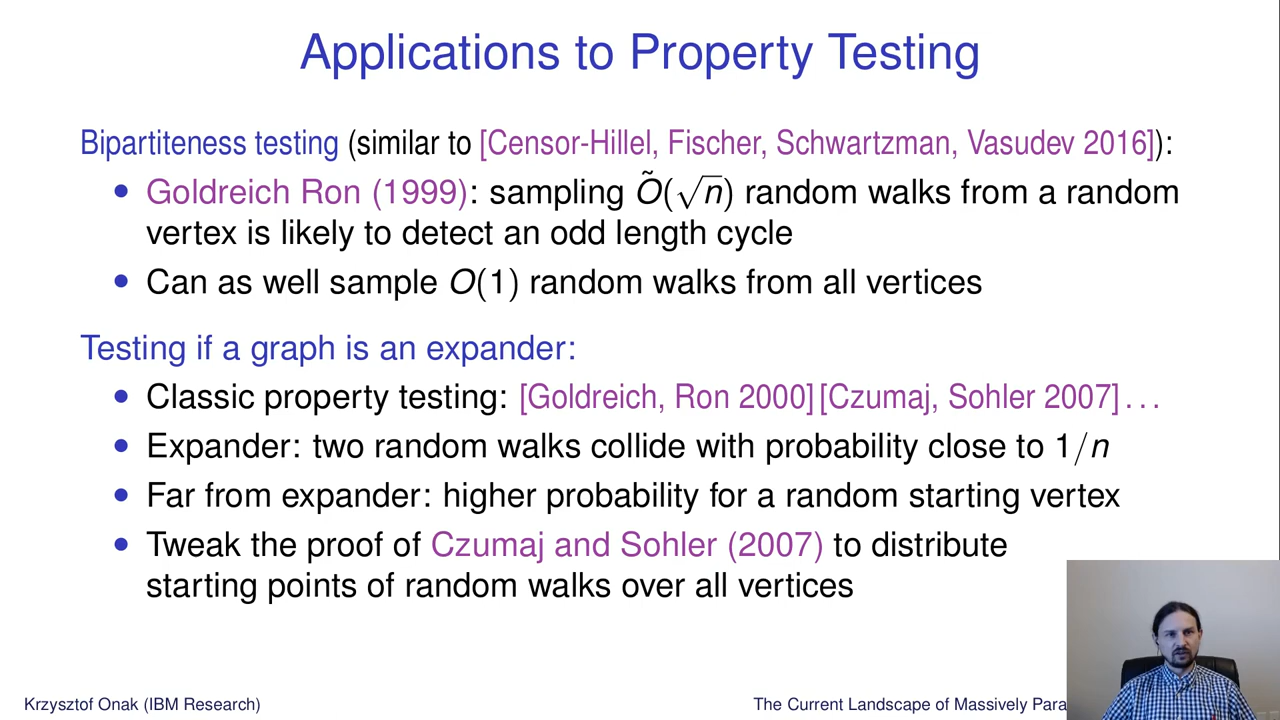 Applications to Property Testing
Bipartiteness testing (similar to [Censor-Hillel, Fischer, Schwartzman, Vasudev 2016]):
• Goldreich Ron (1999): sampling Õ(√n) random walks from a random
vertex is likely to detect an odd length cycle
• Can as well sample O(1) random walks from all vertices
Testing if a graph is an expander:
• Classic property testing: [Goldreich, Ron 2000][Czumaj, Sohler 2007]...
• Expander: two random walks collide with probability close to 1/n
• Far from expander: higher probability for a random starting vertex
• Tweak the proof of Czumaj and Sohler (2007) to distribute
starting points of random walks over all vertices
Krzysztof Onak (IBM Research)
The Current Landscape of Massively Para